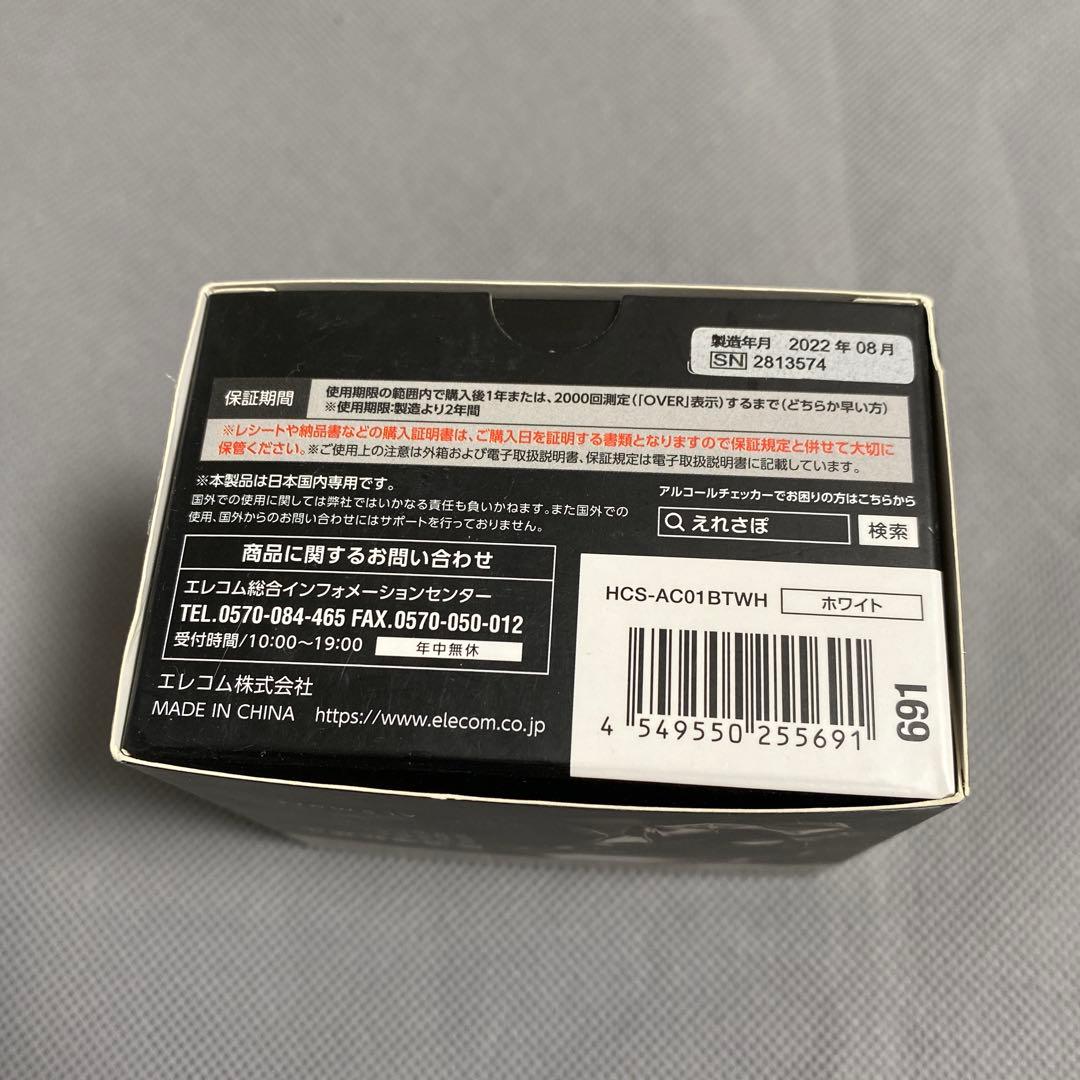 製造年月 2022年08月
SN 2813574
保証期間
使用期限の範囲内で購入後1年または、2000回測定(「OVER」表示)するまで(どちらか早い方)
※使用期限:製造より2年間
※レシートや納品書などの購入証明書は、ご購入日を証明する書類となりますので保証規定と併せて大切に
保管ください。※ご使用上の注意は外箱および電子取扱説明書、保証規定は電子取扱説明書に記載しています。
※本製品は日本国内専用です。
国外での使用に関しては弊社ではいかなる責任も負いかねます。また国外での
使用、国外からのお問い合わせにはサポートを行っておりません。
アルコールチェッカーでお困りの方はこちらから
えれさぽ 検索
商品に関するお問い合わせ
エレコム総合インフォメーションセンター
TEL.0570-084-465 FAX.0570-050-012
受付時間/10:00～19:00 年中無休
エレコム株式会社
MADE IN CHINA https://www.elecom.co.jp
HCS-AC01BTWH ホワイト
4 549550 255691
691